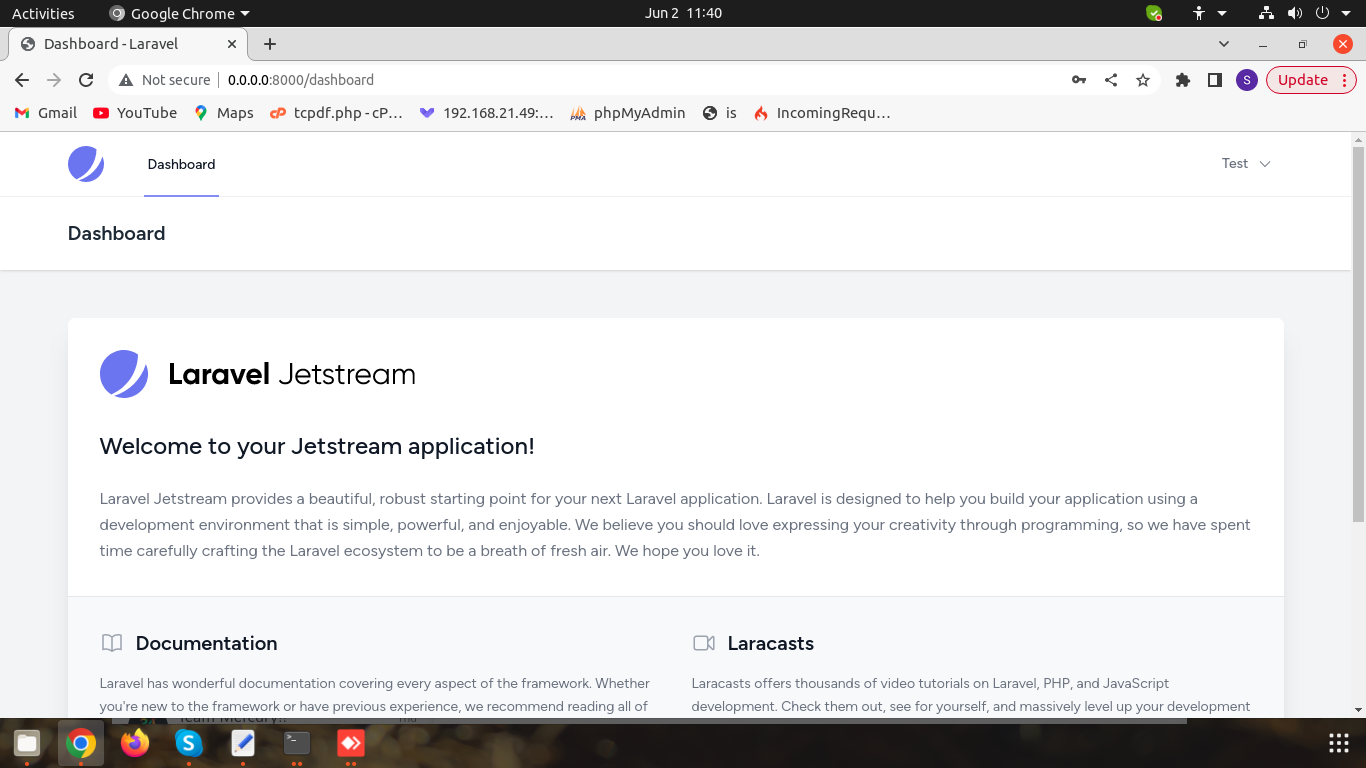 Activities
Google Chrome
Jun 2 11:40
Dashboard - Laravel
Not secure
0.0.0.0:8000/dashboard
S
Update
Gmail
YouTube
Maps
tcpdf.php - cP…
192.168.21.49:…
phpMyAdmin
is
IncomingRequ…
Dashboard
Test
Dashboard
Laravel Jetstream
Welcome to your Jetstream application!
Laravel Jetstream provides a beautiful, robust starting point for your next Laravel application. Laravel is designed to help you build your application using a
development environment that is simple, powerful, and enjoyable. We believe you should love expressing your creativity through programming, so we have spent
time carefully crafting the Laravel ecosystem to be a breath of fresh air. We hope you love it.
Documentation
Laracasts
Laravel has wonderful documentation covering every aspect of the framework. Whether
you're new to the framework or have previous experience, we recommend reading all of
Laracasts offers thousands of video tutorials on Laravel, PHP, and JavaScript
development. Check them out, see for yourself, and massively level up your development